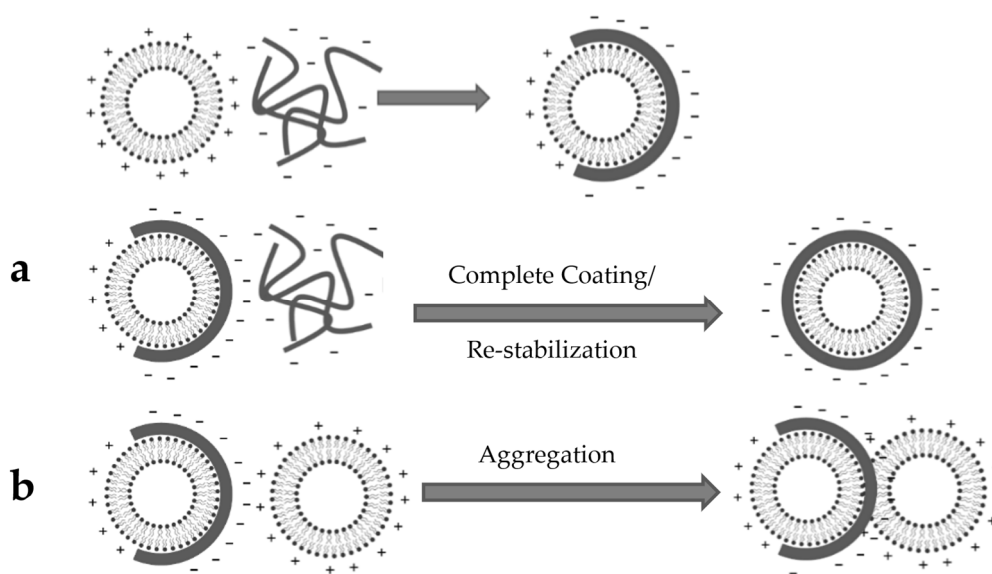 a
Complete Coating/
Re-stabilization
b
Aggregation